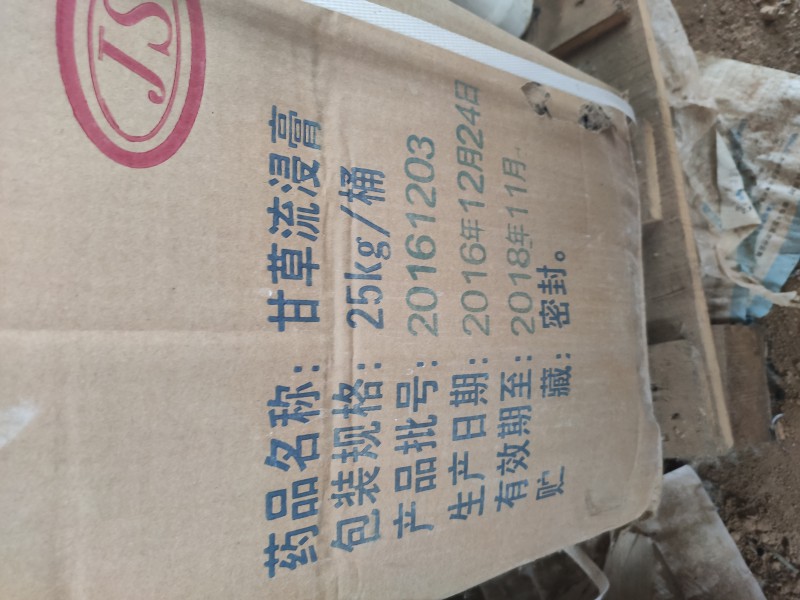 JS
药品名称: 甘草流浸膏
包装规格: 25kg/桶
产品批号: 20161203
生产日期: 2016年12月24日
有效期至: 2018年11月
贮 藏: 密封。